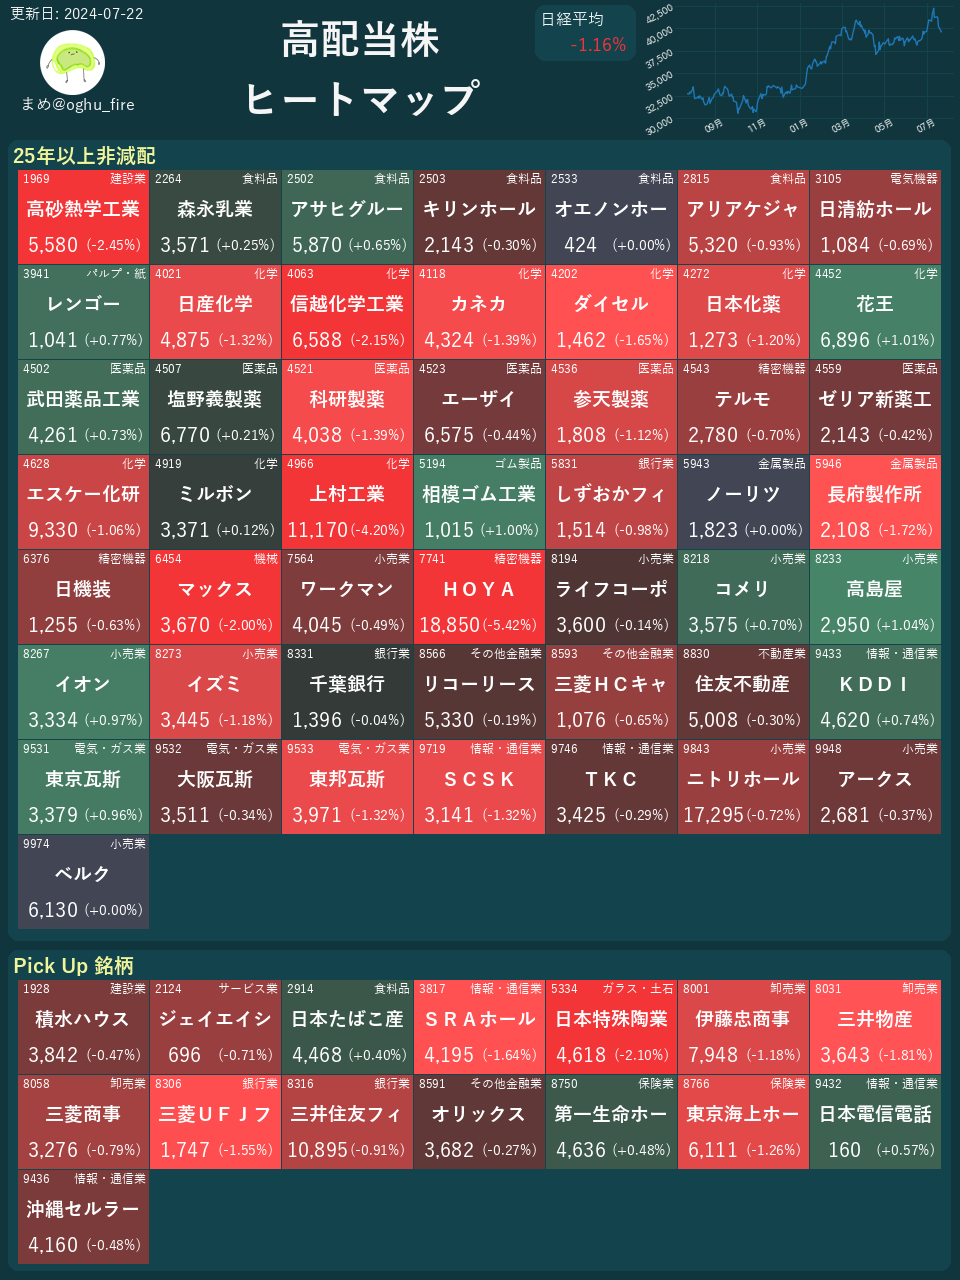 更新日: 2024-07-22
まめ@oghu_fire
高配当株
ヒートマップ
日経平均
-1.16%
42,500
40,000
37,500
35,000
32,500
30,000
09月 11月 01月 03月 05月 07月
25年以上非減配
1969 建設業 2264 食料品 2502 食料品 2503 食料品 2533 食料品 2815 食料品 3105 電気機器
高砂熱学工業 森永乳業 アサヒグルー キリンホール オエノンホー アリアケジャ 日清紡ホール
5,580 (-2.45%) 3,571 (+0.25%) 5,870 (+0.65%) 2,143 (-0.30%) 424 (+0.00%) 5,320 (-0.93%) 1,084 (-0.69%)
3941 パルプ・紙 4021 化学 4063 化学 4118 化学 4202 化学 4272 化学 4452 化学
レンゴー 日産化学 信越化学工業 カネカ ダイセル 日本化薬 花王
1,041 (+0.77%) 4,875 (-1.32%) 6,588 (-2.15%) 4,324 (-1.39%) 1,462 (-1.65%) 1,273 (-1.20%) 6,896 (+1.01%)
4502 医薬品 4507 医薬品 4521 医薬品 4523 医薬品 4536 医薬品 4543 精密機器 4559 医薬品
武田薬品工業 塩野義製薬 科研製薬 エーザイ 参天製薬 テルモ ゼリア新薬工
4,261 (+0.73%) 6,770 (+0.21%) 4,038 (-1.39%) 6,575 (-0.44%) 1,808 (-1.12%) 2,780 (-0.70%) 2,143 (-0.42%)
4628 化学 4919 化学 4966 化学 5194 ゴム製品 5831 銀行業 5943 金属製品 5946 金属製品
エスケー化研 ミルボン 上村工業 相模ゴム工業 しずおかフィ ノーリツ 長府製作所
9,330 (-1.06%) 3,371 (+0.12%) 11,170 (-4.20%) 1,015 (+1.00%) 1,514 (-0.98%) 1,823 (+0.00%) 2,108 (-1.72%)
6376 精密機器 6454 機械 7564 小売業 7741 精密機器 8194 小売業 8218 小売業 8233 小売業
日機装 マックス ワークマン ＨＯＹＡ ライフコーポ コメリ 高島屋
1,255 (-0.63%) 3,670 (-2.00%) 4,045 (-0.49%) 18,850 (-5.42%) 3,600 (-0.14%) 3,575 (+0.70%) 2,950 (+1.04%)
8267 小売業 8273 小売業 8331 銀行業 8566 その他金融業 8593 その他金融業 8830 不動産業 9433 情報・通信業
イオン イズミ 千葉銀行 リコーリース 三菱ＨＣキャ 住友不動産 ＫＤＤＩ
3,334 (+0.97%) 3,445 (-1.18%) 1,396 (-0.04%) 5,330 (-0.19%) 1,076 (-0.65%) 5,008 (-0.30%) 4,620 (+0.74%)
9531 電気・ガス業 9532 電気・ガス業 9533 電気・ガス業 9719 情報・通信業 9746 情報・通信業 9843 小売業 9948 小売業
東京瓦斯 大阪瓦斯 東邦瓦斯 ＳＣＳＫ ＴＫＣ ニトリホール アークス
3,379 (+0.96%) 3,511 (-0.34%) 3,971 (-1.32%) 3,141 (-1.32%) 3,425 (-0.29%) 17,295 (-0.72%) 2,681 (-0.37%)
9974 小売業
ベルク
6,130 (+0.00%)
Pick Up 銘柄
1928 建設業 2124 サービス業 2914 食料品 3817 情報・通信業 5334 ガラス・土石 8001 卸売業 8031 卸売業
積水ハウス ジェイエイシ 日本たばこ産 ＳＲＡホール 日本特殊陶業 伊藤忠商事 三井物産
3,842 (-0.47%) 696 (-0.71%) 4,468 (+0.40%) 4,195 (-1.64%) 4,618 (-2.10%) 7,948 (-1.18%) 3,643 (-1.81%)
8058 卸売業 8306 銀行業 8316 銀行業 8591 その他金融業 8750 保険業 8766 保険業 9432 情報・通信業
三菱商事 三菱ＵＦＪフ 三井住友フィ オリックス 第一生命ホー 東京海上ホー 日本電信電話
3,276 (-0.79%) 1,747 (-1.55%) 10,895 (-0.91%) 3,682 (-0.27%) 4,636 (+0.48%) 6,111 (-1.26%) 160 (+0.57%)
9436 情報・通信業
沖縄セルラー
4,160 (-0.48%)